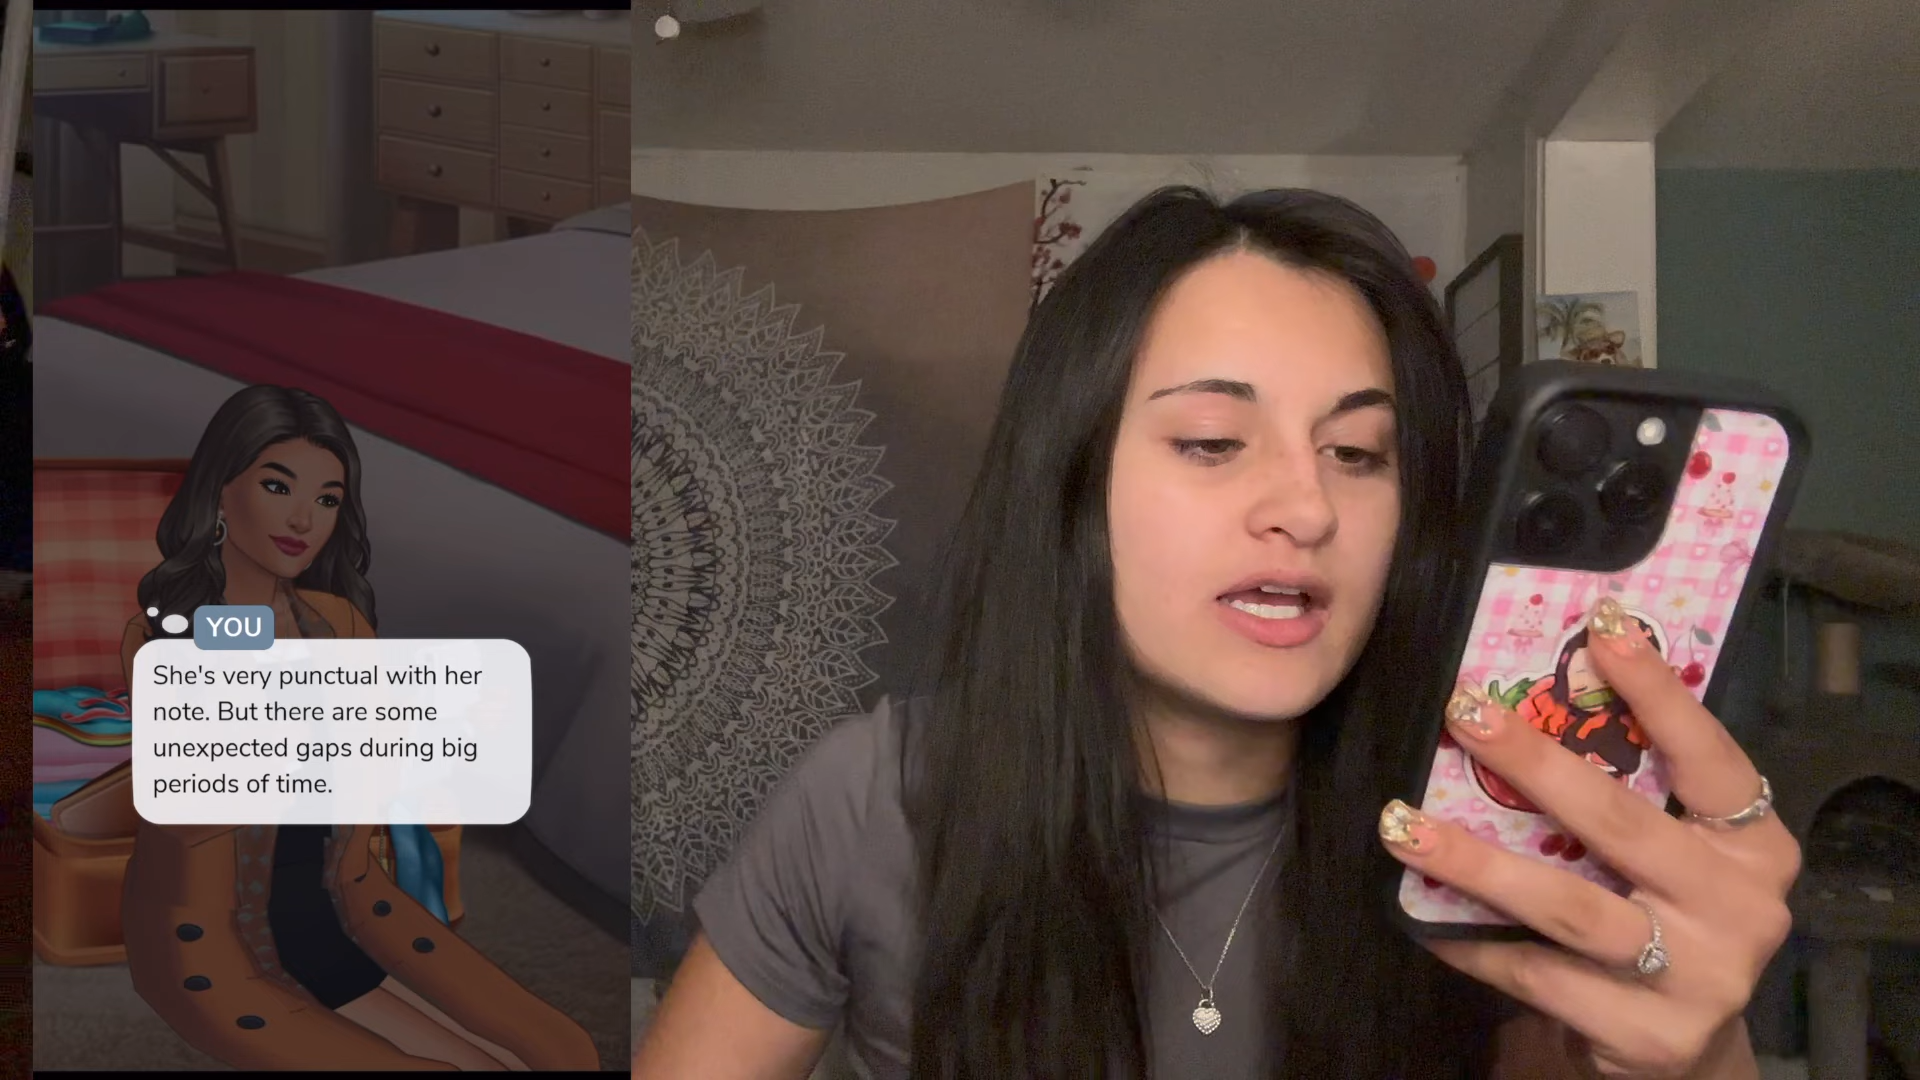 YOU
She's very punctual with her
note. But there are some
unexpected gaps during big
periods of time.